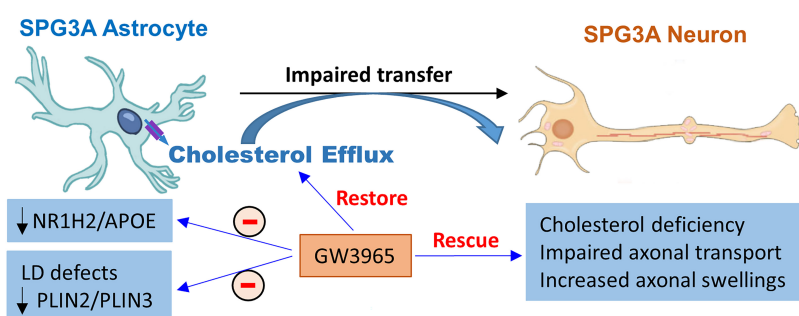 SPG3A Astrocyte
SPG3A Neuron
Impaired transfer
Cholesterol Efflux
Restore
↓ NR1H2/APOE
Rescue
GW3965
LD defects
↓ PLIN2/PLIN3
Cholesterol deficiency
Impaired axonal transport
Increased axonal swellings